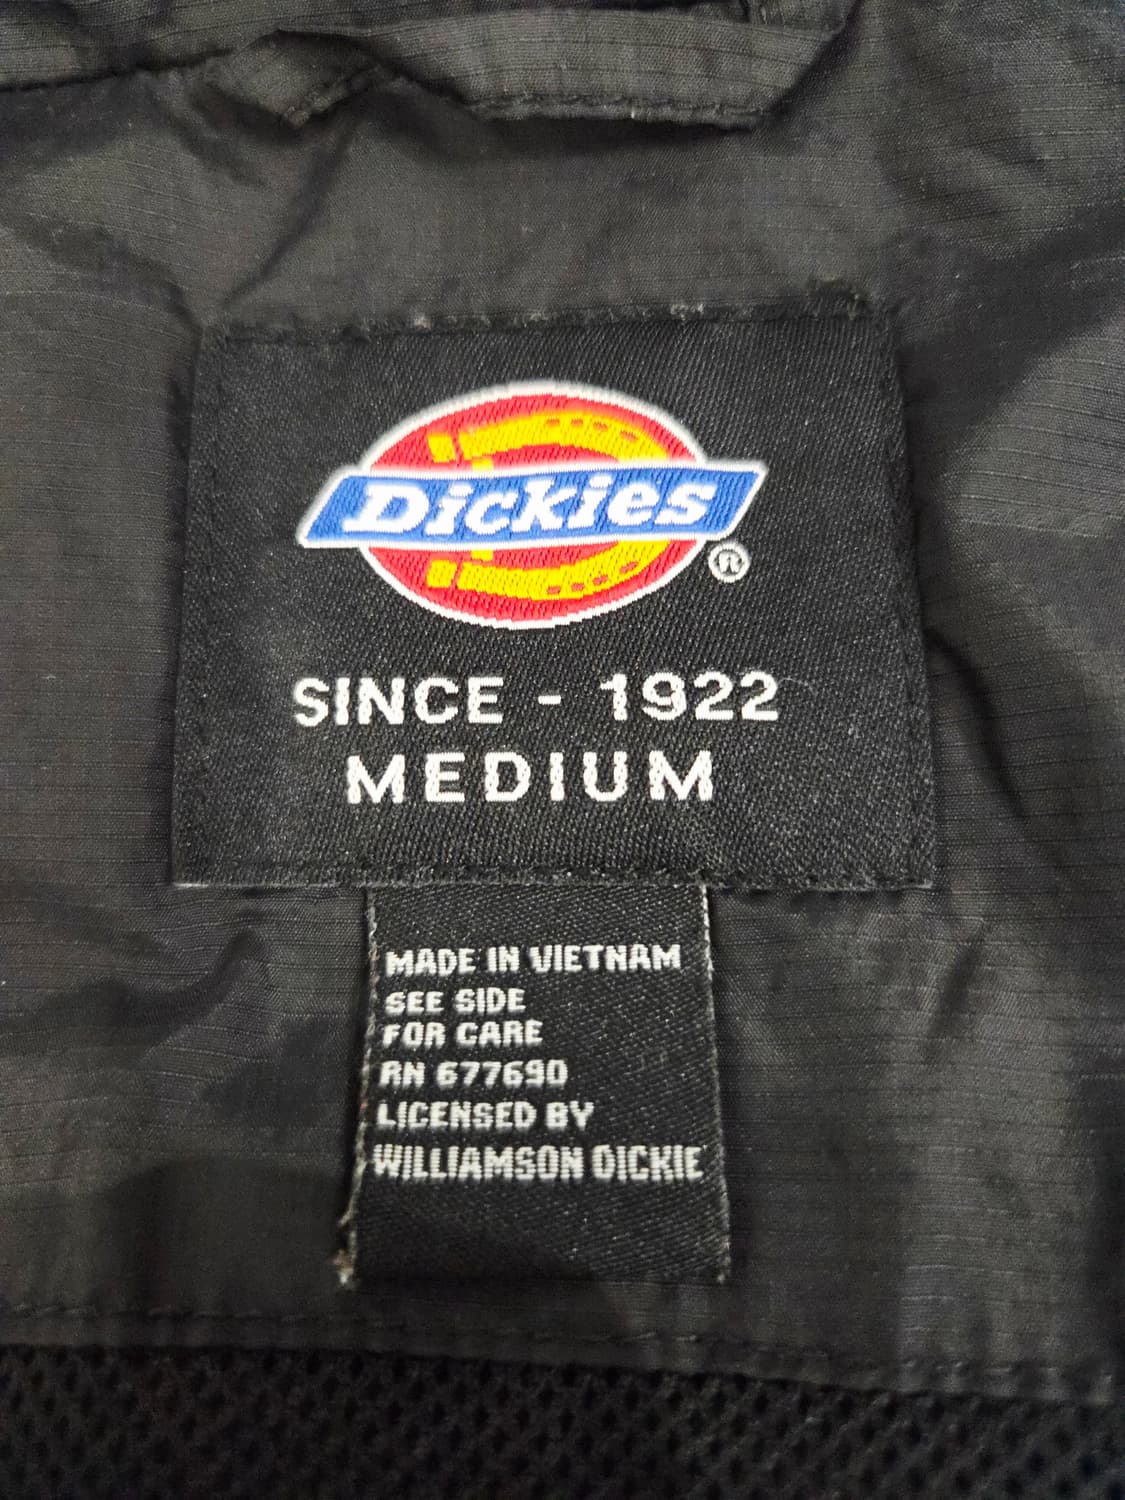 Dickies
®
SINCE - 1922
MEDIUM
MADE IN VIETNAM
SEE SIDE
FOR CARE
RN 677690
LICENSED BY
WILLIAMSON DICKIE